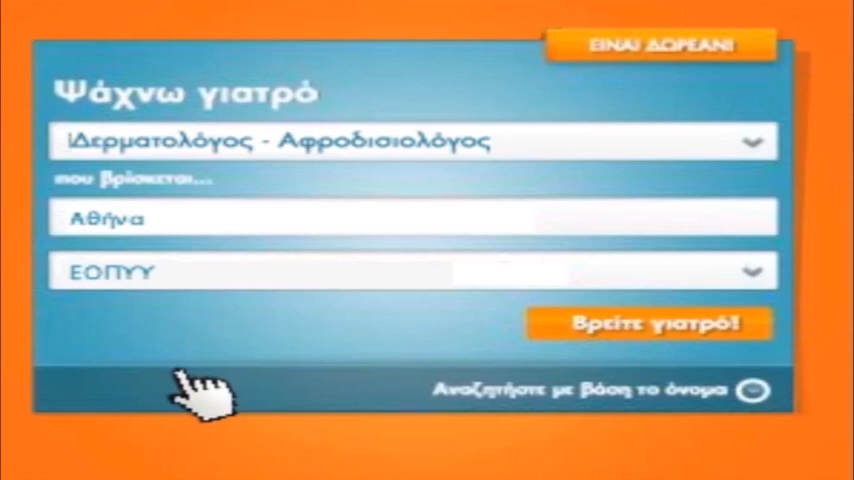 ΕΙΝΑΙ ΔΩΡΕΑΝ!
Ψάχνω γιατρό
Δερματολόγος - Αφροδισιολόγος
που βρίσκεται...
Αθήνα
ΕΟΠΥΥ
Βρείτε γιατρό!
Αναζητήστε με βάση το όνομα